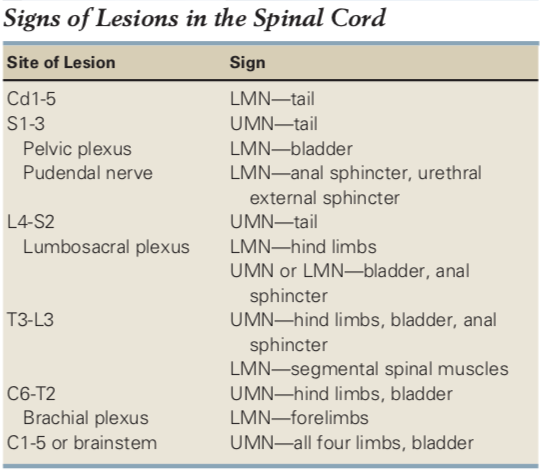 Signs of Lesions in the Spinal Cord
Site of Lesion Sign
Cd1-5 LMN—tail
S1-3 UMN—tail
Pelvic plexus LMN—bladder
Pudendal nerve LMN—anal sphincter, urethral
external sphincter
L4-S2 UMN—tail
Lumbosacral plexus LMN—hind limbs
UMN or LMN—bladder, anal
sphincter
T3-L3 UMN—hind limbs, bladder, anal
sphincter
LMN—segmental spinal muscles
C6-T2 UMN—hind limbs, bladder
Brachial plexus LMN—forelimbs
C1-5 or brainstem UMN—all four limbs, bladder